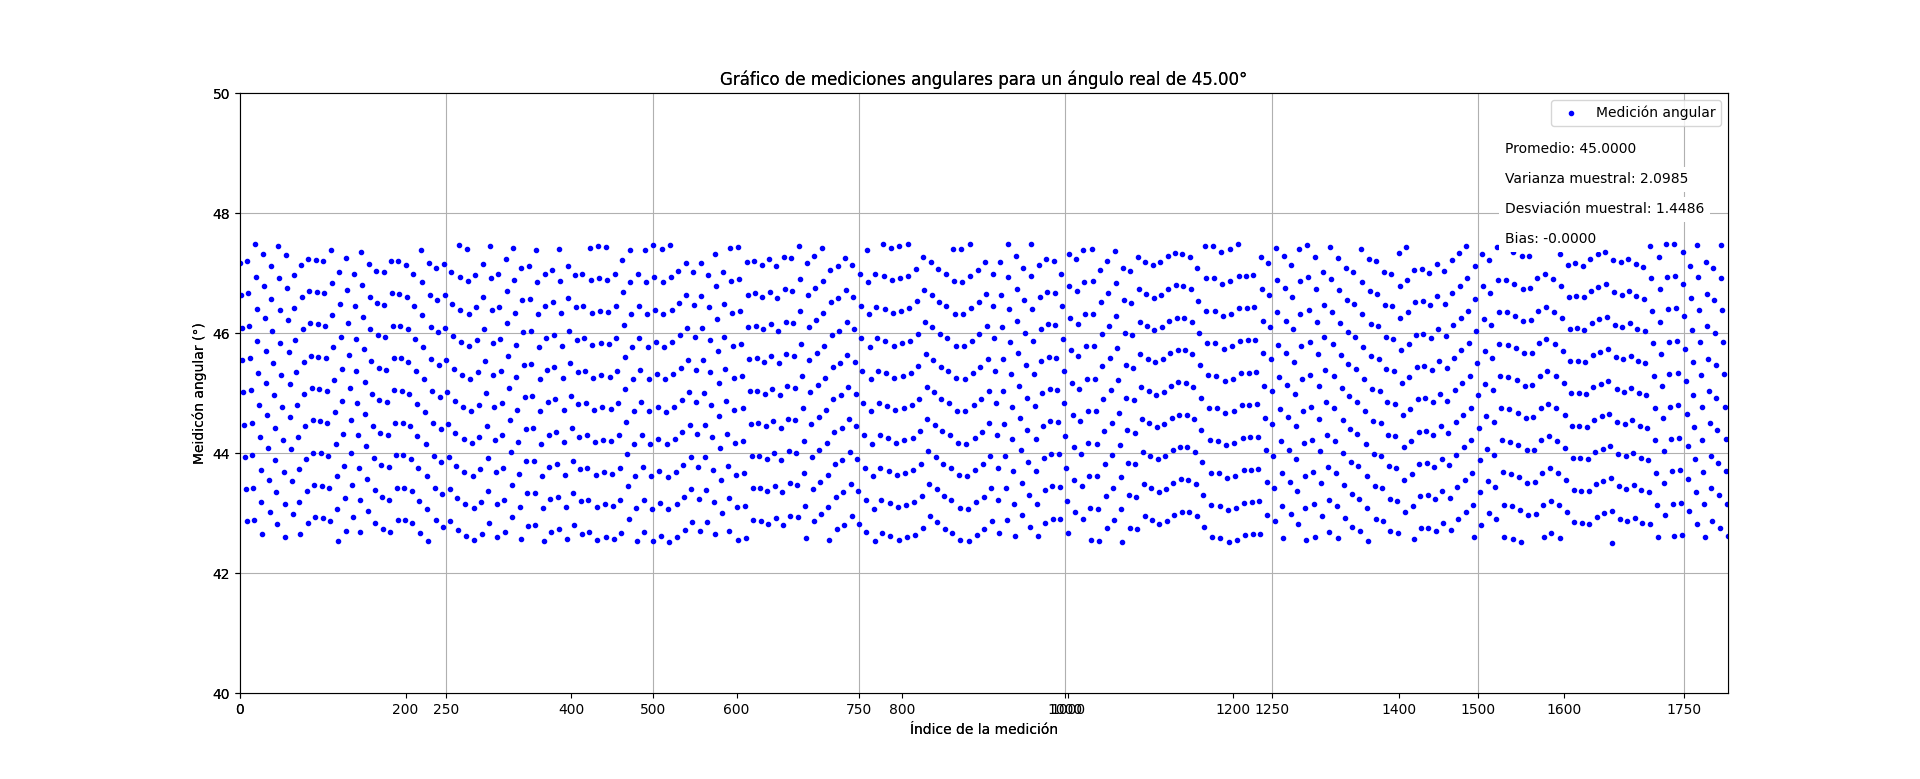 Gráfico de mediciones angulares para un ángulo real de 45.00°
50
Medición angular
Promedio: 45.0000
Varianza muestral: 2.0985
48
Desviación muestral: 1.4486
Bias: -0.0000
46
Meidicón angular (°)
44
42
40
0 200 250 400 500 600 750 800 1000 1200 1250 1400 1500 1600 1750
Índice de la medición